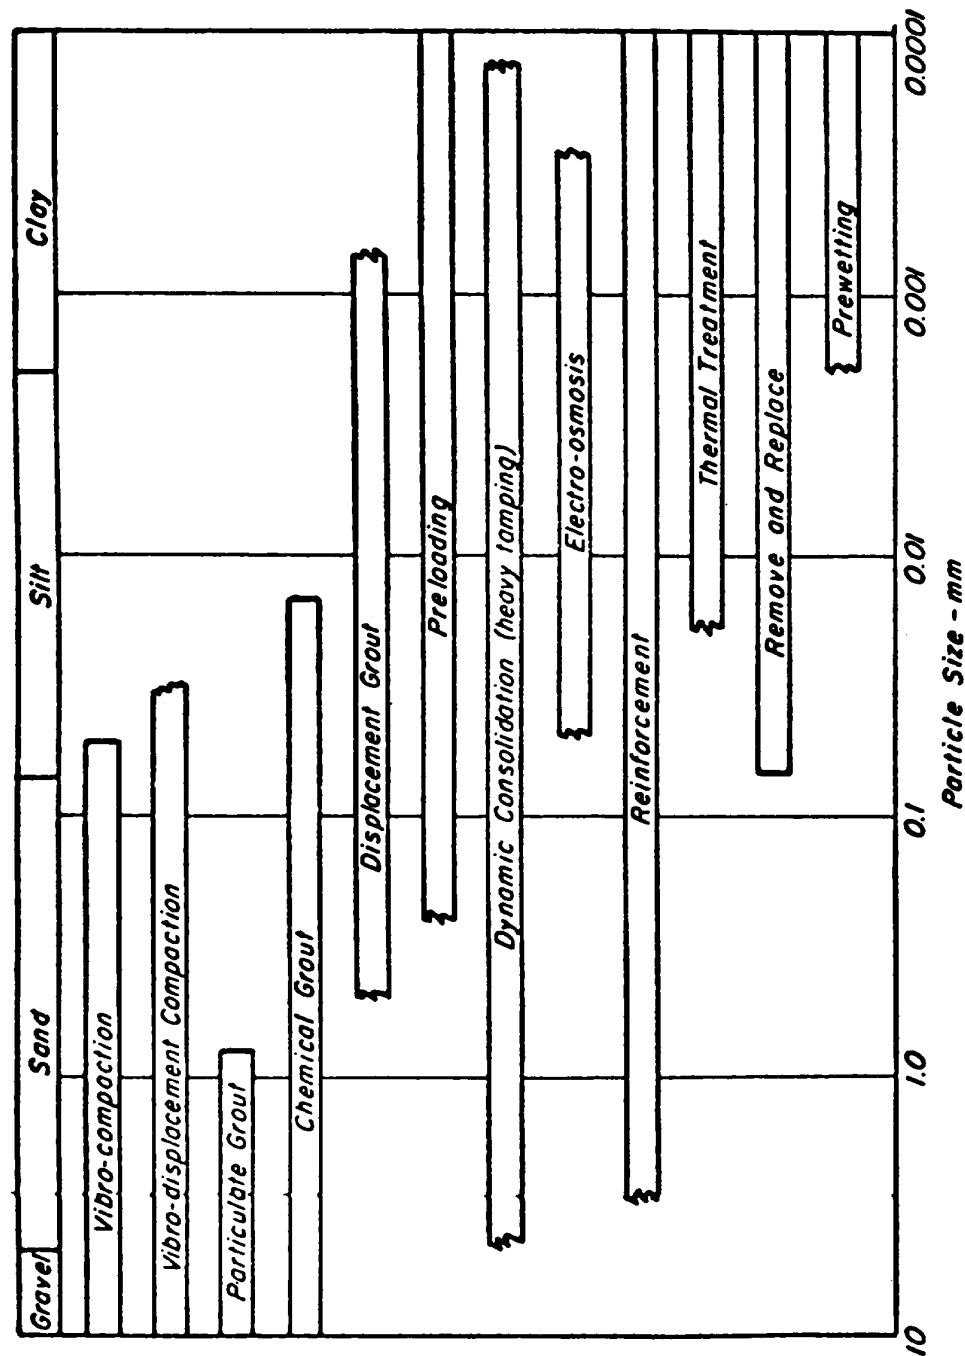 Gravel
Sand
Silt
Clay
Vibro-compaction
Vibro-displacement Compaction
Particulate Grout
Chemical Grout
Displacement Grout
Preloading
Dynamic Consolidation (heavy tamping)
Electro-osmosis
Reinforcement
Thermal Treatment
Remove and Replace
Prewetting
10
1.0
0.1
0.01
0.001
0.0001
Particle Size - mm